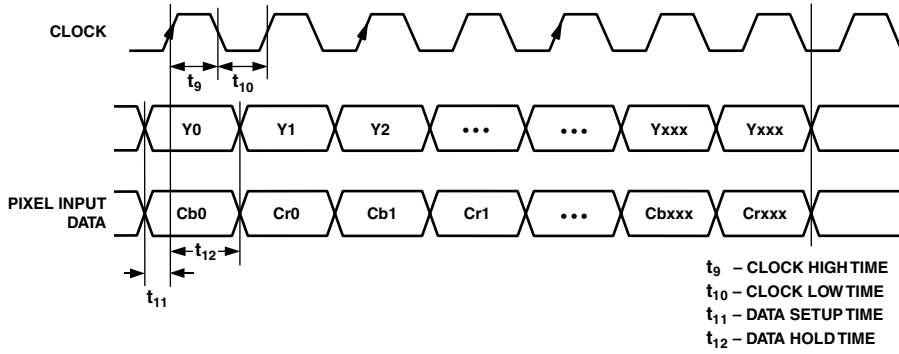 CLOCK
t9
t10
Y0 Y1 Y2 ••• ••• Yxxx Yxxx
PIXEL INPUT
DATA
Cb0 Cr0 Cb1 Cr1 ••• Cbxxx Crxxx
t12
t11
t9 – CLOCK HIGH TIME
t10 – CLOCK LOW TIME
t11 – DATA SETUP TIME
t12 – DATA HOLD TIME